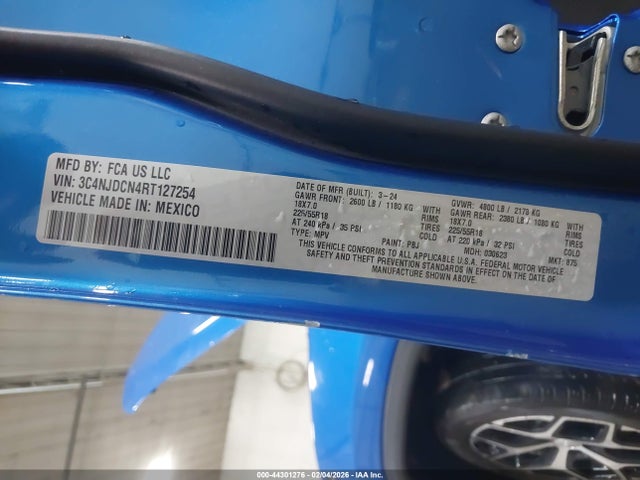 MFD BY: FCA US LLC
VIN: 3C4NJDCN4RT127254
VEHICLE MADE IN: MEXICO
DATE OF MFR (BUILT): 3-24
GVWR: 4800 LB / 2178 KG
GAWR FRONT: 2600 LB / 1180 KG
GAWR REAR: 2380 LB / 1080 KG
18X7.0 RIMS 18X7.0 RIMS
225/55R18 TIRES 225/55R18 TIRES
AT 240 kPa / 35 PSI COLD AT 220 kPa / 32 PSI COLD
TYPE: MPV PAINT: PBJ MDH: 030623 MKT: 875
THIS VEHICLE CONFORMS TO ALL APPLICABLE U.S.A. FEDERAL MOTOR VEHICLE
SAFETY AND THEFT PREVENTION STANDARDS IN EFFECT ON THE DATE OF
MANUFACTURE SHOWN ABOVE.
000-44301276 - 02/04/2026 - IAA Inc.